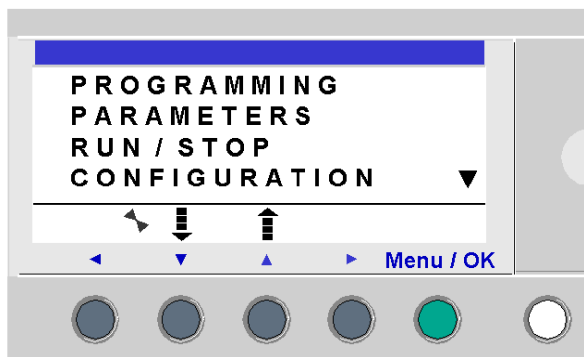 PROGRAMMING
PARAMETERS
RUN / STOP
CONFIGURATION
Menu / OK